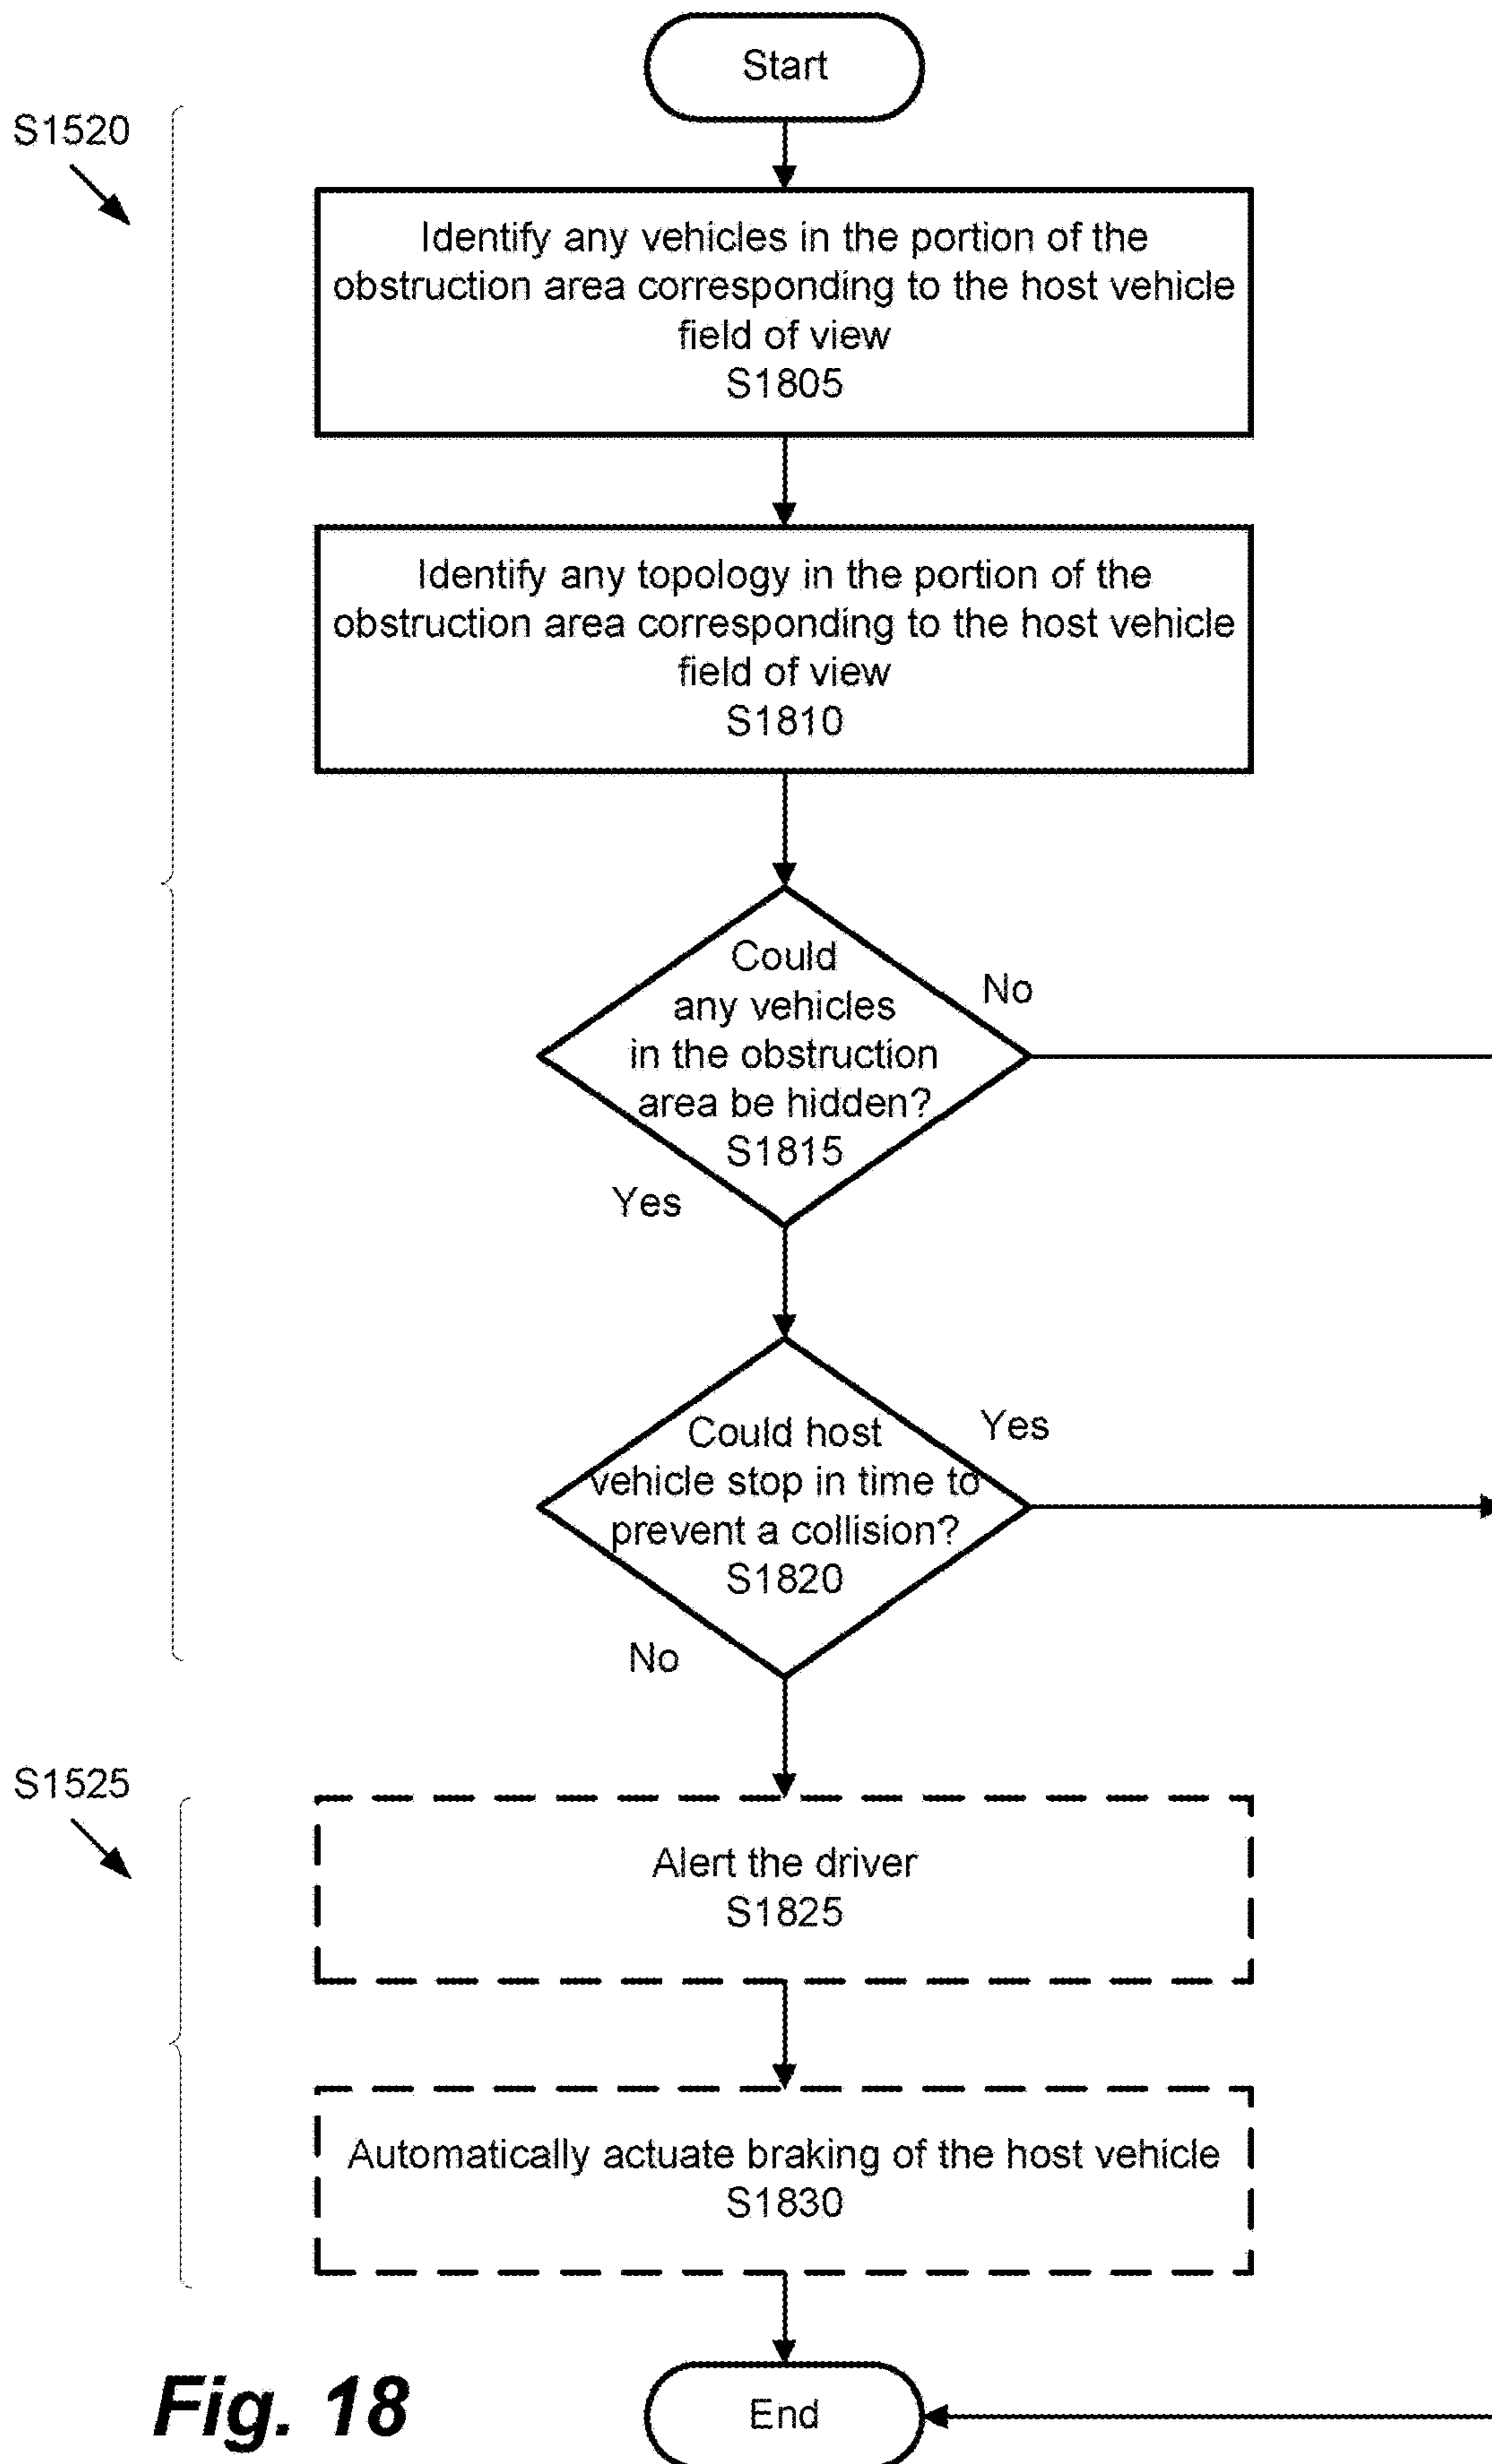 Start
S1520
Identify any vehicles in the portion of the
obstruction area corresponding to the host vehicle
field of view
S1805
Identify any topology in the portion of the
obstruction area corresponding to the host vehicle
field of view
S1810
Could
any vehicles
in the obstruction
area be hidden?
S1815
No
Yes
Could host
vehicle stop in time to
prevent a collision?
S1820
Yes
No
S1525
Alert the driver
S1825
Automatically actuate braking of the host vehicle
S1830
End
Fig. 18